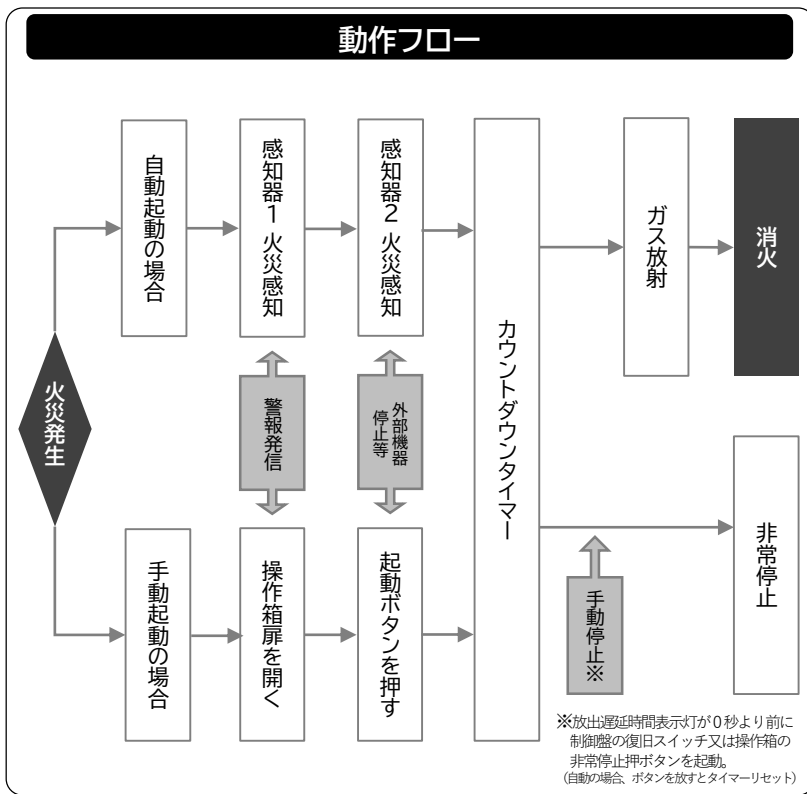 動作フロー
火災発生
自動起動の場合
感知器1 火災感知
感知器2 火災感知
カウントダウンタイマー
ガス放射
消火
警報発信
外部機器
停止等
手動起動の場合
操作箱扉を開く
起動ボタンを押す
手動停止※
非常停止
※放出遅延時間表示灯が0秒より前に
制御盤の復旧スイッチ又は操作箱の
非常停止押ボタンを起動。
(自動の場合、ボタンを放すとタイマーリセット)